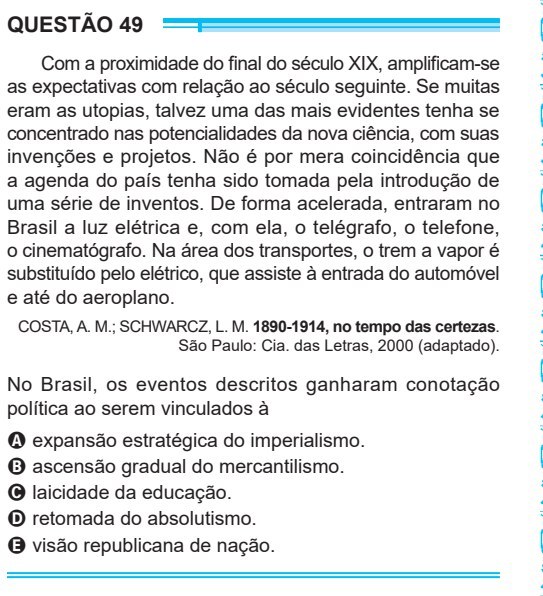 QUESTÃO 49
Com a proximidade do final do século XIX, amplificam-se
as expectativas com relação ao século seguinte. Se muitas
eram as utopias, talvez uma das mais evidentes tenha se
concentrado nas potencialidades da nova ciência, com suas
invenções e projetos. Não é por mera coincidência que
a agenda do país tenha sido tomada pela introdução de
uma série de inventos. De forma acelerada, entraram no
Brasil a luz elétrica e, com ela, o telégrafo, o telefone,
o cinematógrafo. Na área dos transportes, o trem a vapor é
substituído pelo elétrico, que assiste à entrada do automóvel
e até do aeroplano.
COSTA, A. M.; SCHWARCZ, L. M. 1890-1914, no tempo das certezas.
São Paulo: Cia. das Letras, 2000 (adaptado).
No Brasil, os eventos descritos ganharam conotação
política ao serem vinculados à
A expansão estratégica do imperialismo.
B ascensão gradual do mercantilismo.
C laicidade da educação.
D retomada do absolutismo.
E visão republicana de nação.